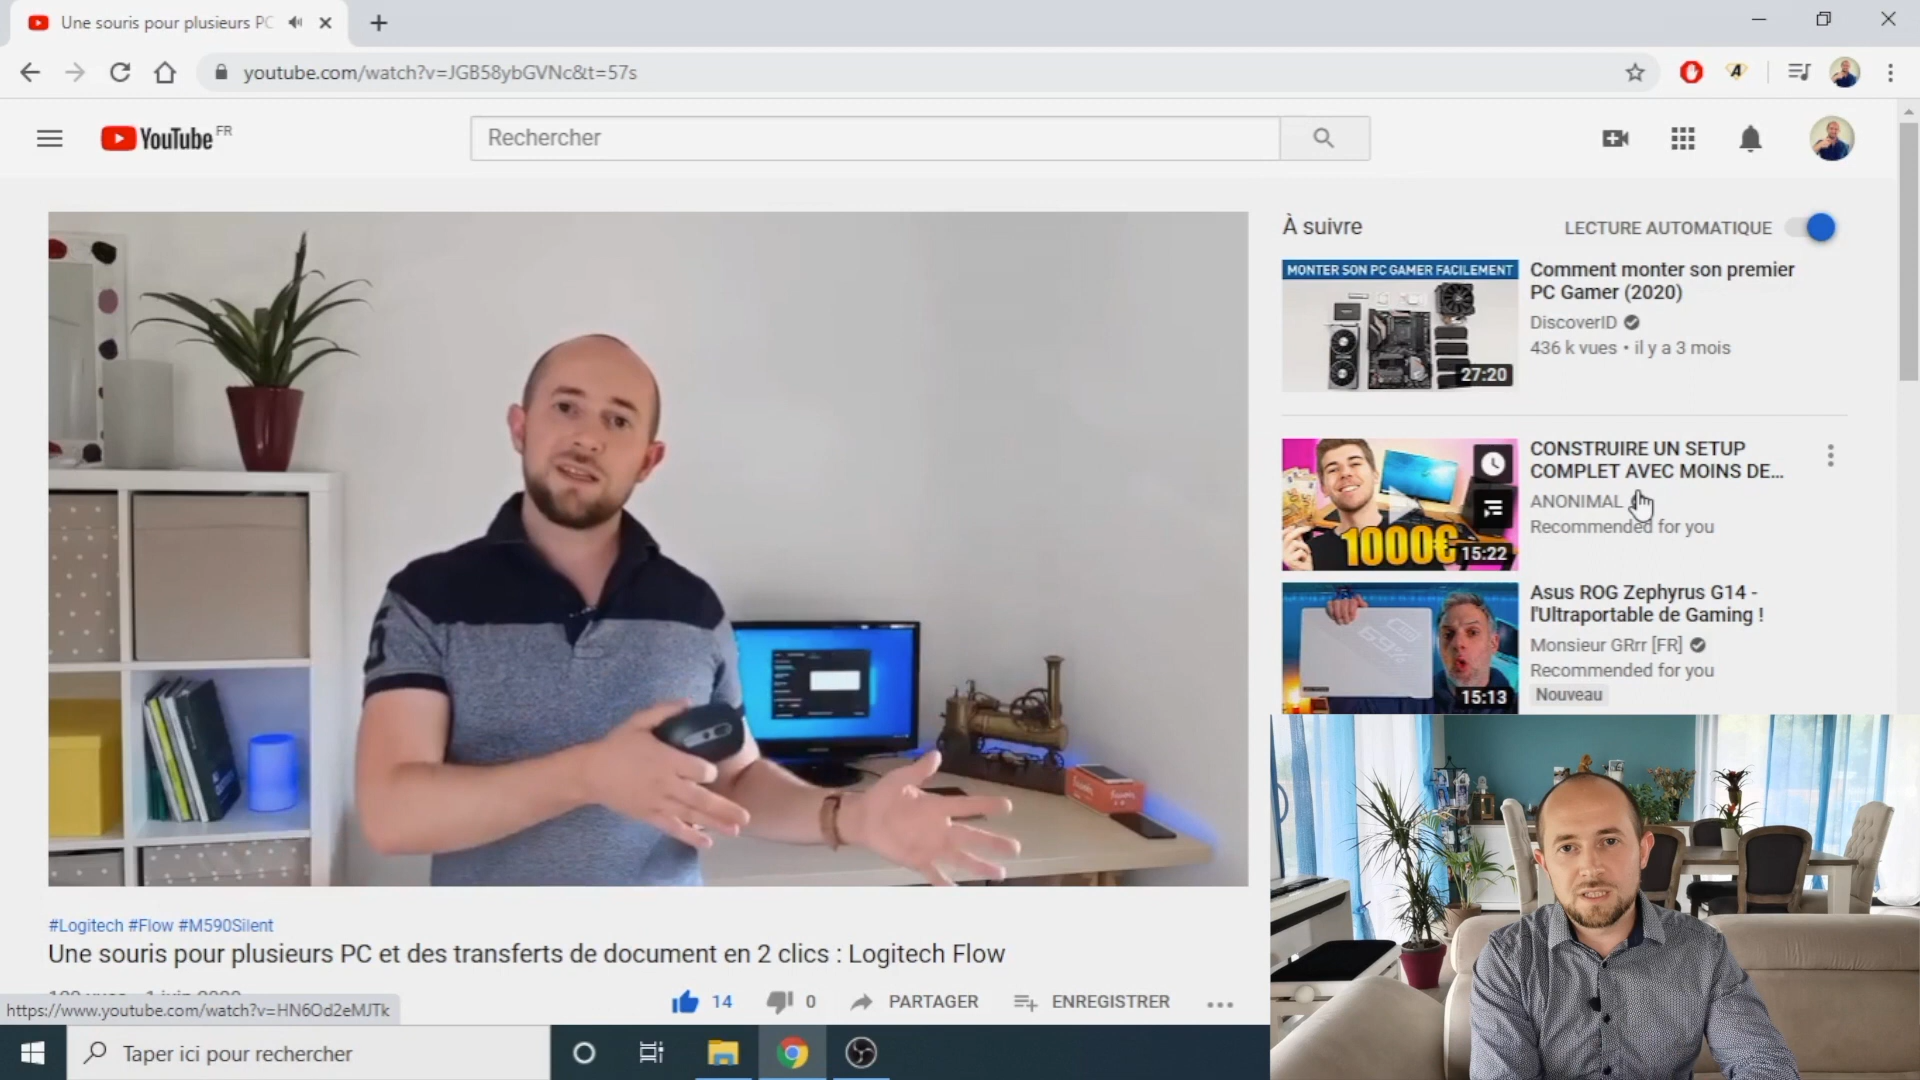 Une souris pour plusieurs PC
youtube.com/watch?v=JGB58ybGVNc&t=57s
YouTube FR
Rechercher
À suivre
LECTURE AUTOMATIQUE
MONTER SON PC GAMER FACILEMENT
27:20
Comment monter son premier
PC Gamer (2020)
DiscoverID
436 k vues • il y a 3 mois
1000€
15:22
CONSTRUIRE UN SETUP
COMPLET AVEC MOINS DE...
ANONIMAL
Recommended for you
15:13
Asus ROG Zephyrus G14 -
l'Ultraportable de Gaming !
Monsieur GRrr [FR]
Recommended for you
Nouveau
#Logitech #Flow #M590Silent
Une souris pour plusieurs PC et des transferts de document en 2 clics : Logitech Flow
14
0
PARTAGER
ENREGISTRER
https://www.youtube.com/watch?v=HN6Od2eMJTk
Taper ici pour rechercher